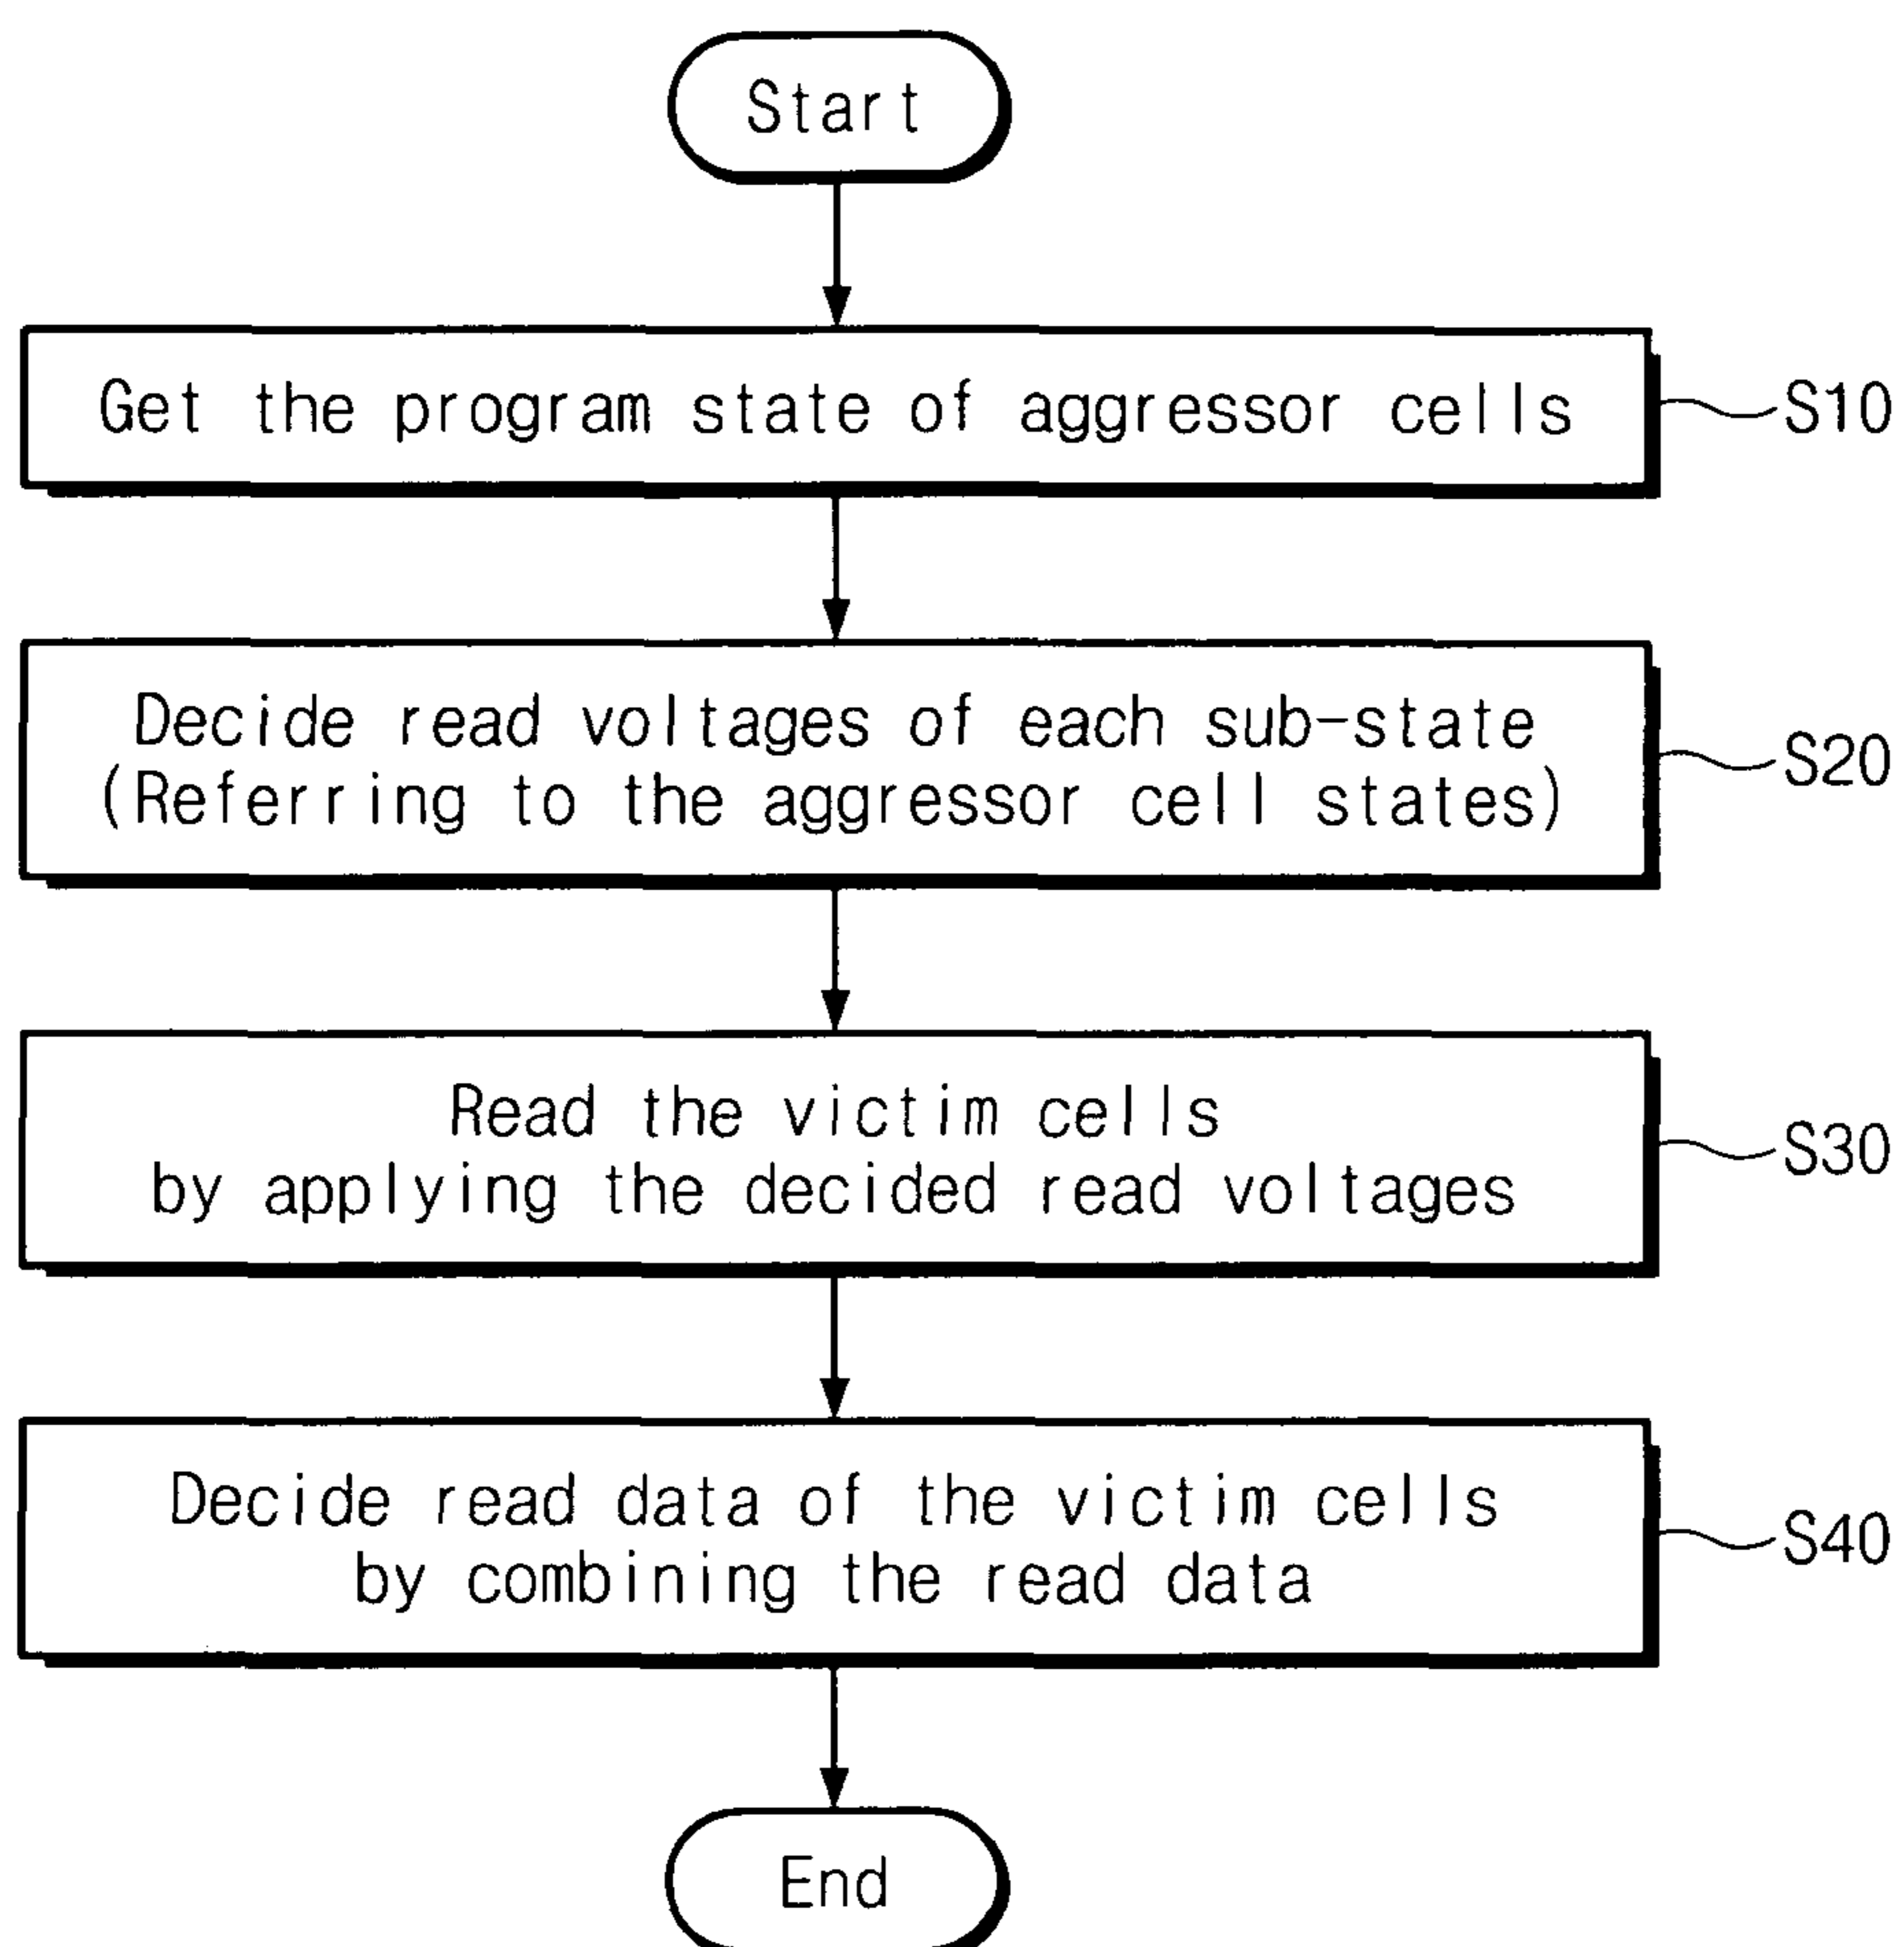 Start
Get the program state of aggressor cells
S10
Decide read voltages of each sub-state
(Referring to the aggressor cell states)
S20
Read the victim cells
by applying the decided read voltages
S30
Decide read data of the victim cells
by combining the read data
S40
End